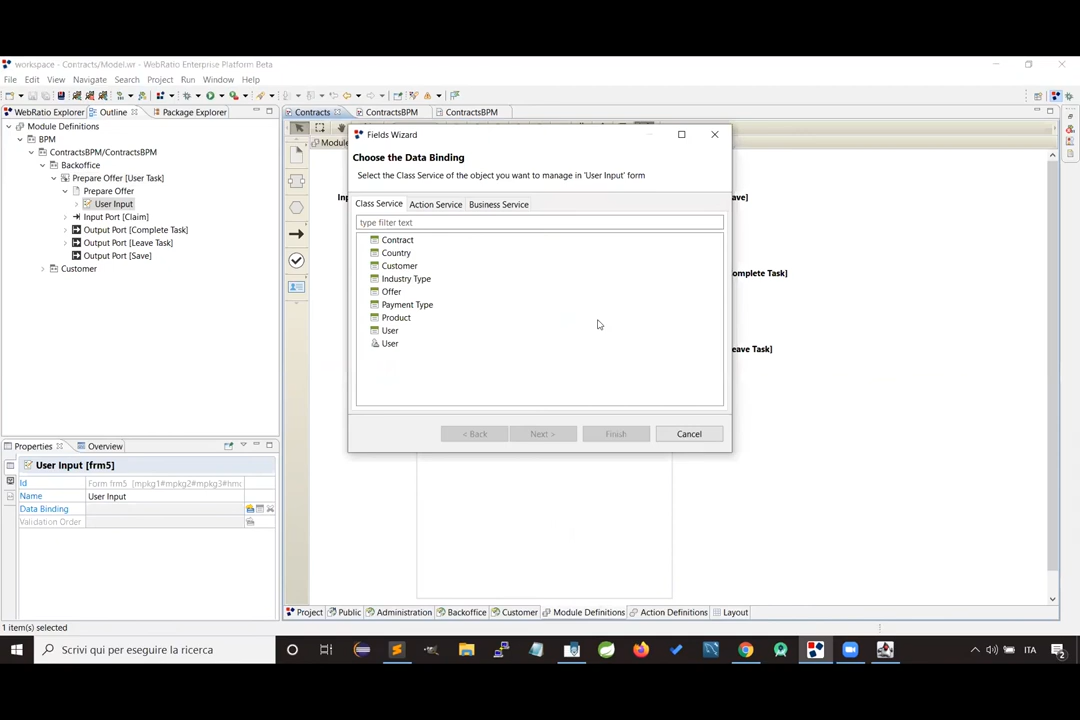 workspace - Contracts/Model.wr - WebRatio Enterprise Platform Beta
File Edit View Navigate Search Project Run Window Help
WebRatio Explorer Outline Package Explorer
Contracts ContractsBPM ContractsBPM
Module Definitions
BPM
ContractsBPM/ContractsBPM
Backoffice
Prepare Offer [User Task]
Prepare Offer
User Input
Input Port [Claim]
Output Port [Complete Task]
Output Port [Leave Task]
Output Port [Save]
Customer
Fields Wizard
Choose the Data Binding
Select the Class Service of the object you want to manage in 'User Input' form
Class Service Action Service Business Service
type filter text
Contract
Country
Customer
Industry Type
Offer
Payment Type
Product
User
User
< Back Next > Finish Cancel
Properties Overview
User Input [frm5]
Id Form frm5
Name User Input
Data Binding
Validation Order
Project Public Administration Backoffice Customer Module Definitions Action Definitions Layout
1 item(s) selected
Scrivi qui per eseguire la ricerca
ITA
2